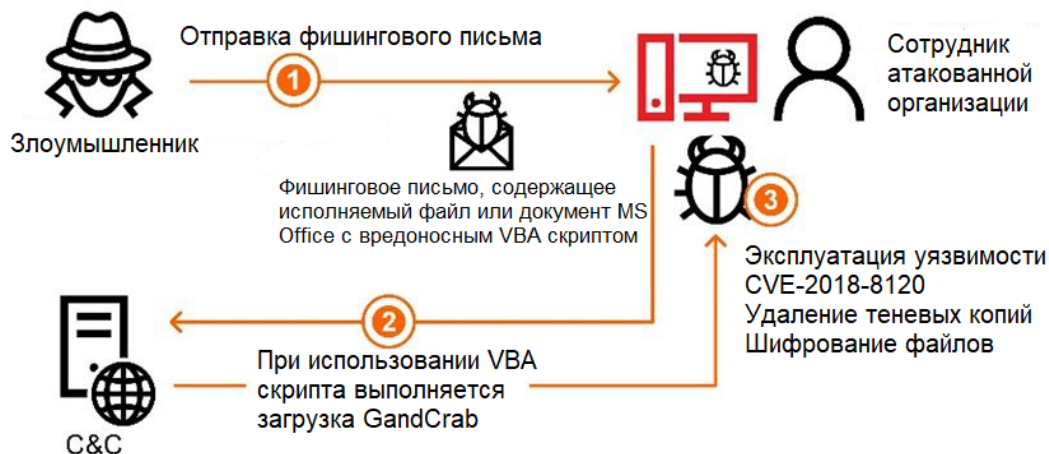 Отправка фишингового письма
1
Сотрудник
атакованной
организации
Злоумышленник
Фишинговое письмо, содержащее
исполняемый файл или документ MS
Office с вредоносным VBA скриптом
3
Эксплуатация уязвимости
CVE-2018-8120
Удаление теневых копий
Шифрование файлов
2
При использовании VBA
скрипта выполняется
загрузка GandCrab
C&C